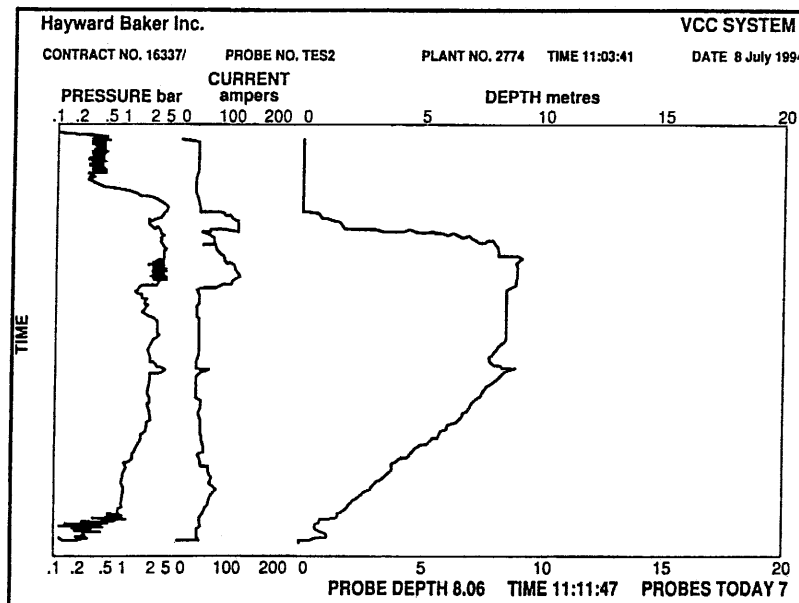 Hayward Baker Inc. VCC SYSTEM
CONTRACT NO. 16337/ PROBE NO. TES2 PLANT NO. 2774 TIME 11:03:41 DATE 8 July 1994
PRESSURE bar CURRENT ampers DEPTH metres
.1 .2 .5 1 2 5 0 100 200 0 5 10 15 20
TIME
.1 .2 .5 1 2 5 0 100 200 0 5 10 15 20
PROBE DEPTH 8.06 TIME 11:11:47 PROBES TODAY 7